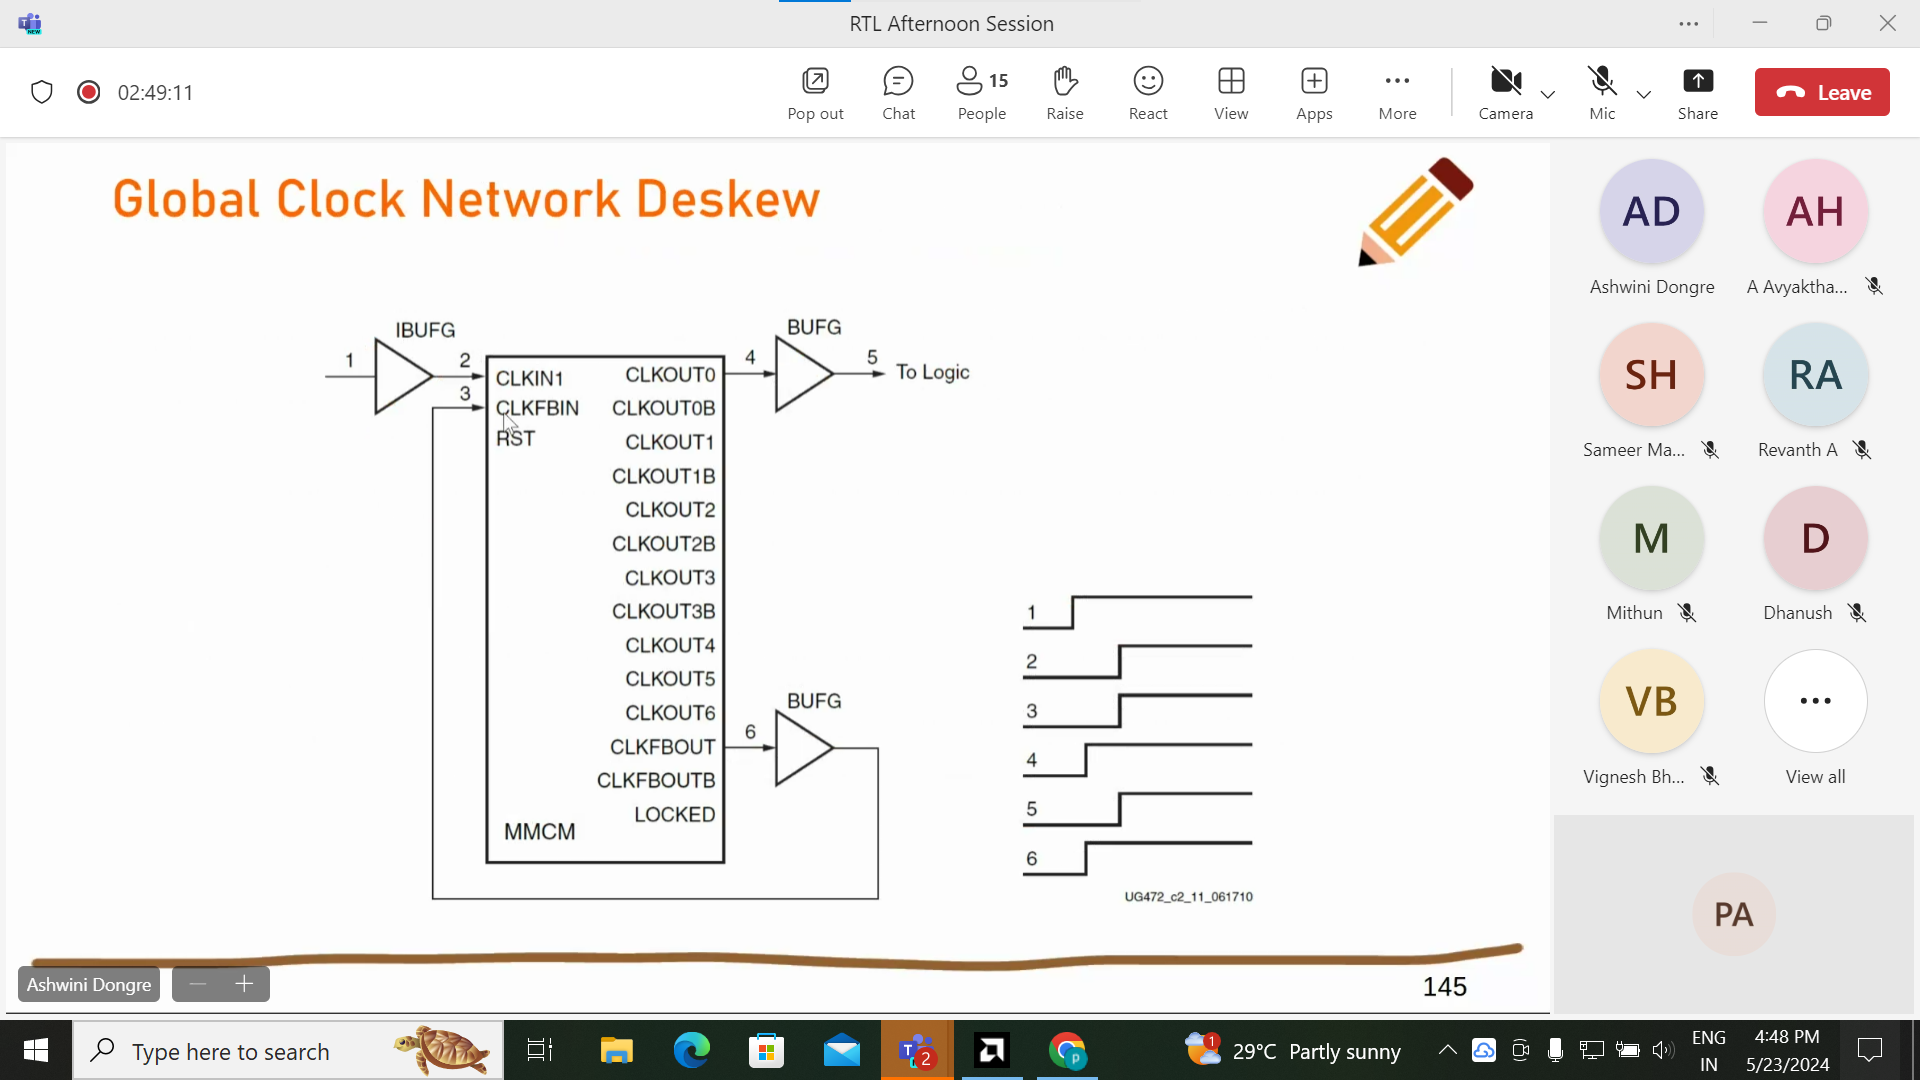 NEW
RTL Afternoon Session
02:49:11
Pop out
Chat
15
People
Raise
React
View
Apps
More
Camera
Mic
Share
Leave
Global Clock Network Deskew
IBUFG
1
2
3
CLKIN1
CLKFBIN
RST
MMCM
CLKOUT0
CLKOUT0B
CLKOUT1
CLKOUT1B
CLKOUT2
CLKOUT2B
CLKOUT3
CLKOUT3B
CLKOUT4
CLKOUT5
CLKOUT6
CLKFBOUT
CLKFBOUTB
LOCKED
BUFG
4
5
To Logic
BUFG
6
1
2
3
4
5
6
UG472_c2_11_061710
145
Ashwini Dongre
AD
Ashwini Dongre
AH
A Avyaktha...
SH
Sameer Ma...
RA
Revanth A
M
Mithun
D
Dhanush
VB
Vignesh Bh...
View all
PA
Type here to search
2
p
1
29°C Partly sunny
ENG
IN
4:48 PM
5/23/2024